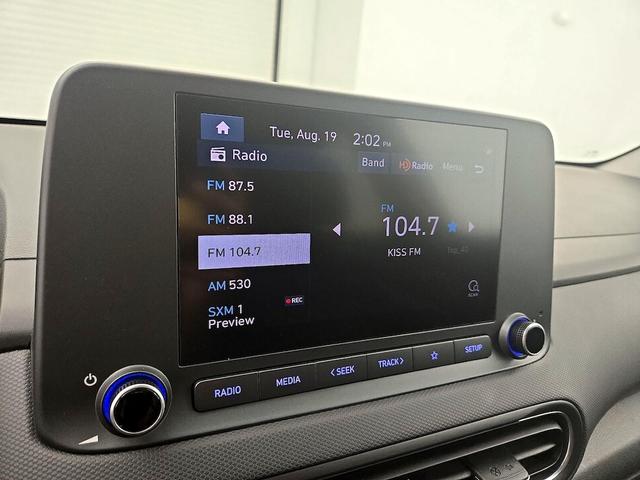 Tue, Aug. 19 2:02 PM
Radio
Band HD Radio Menu
FM 87.5
FM 88.1
FM 104.7
AM 530
SXM 1
Preview
REC
FM
104.7
KISS FM
SCAN
RADIO
MEDIA
< SEEK
TRACK >
SETUP